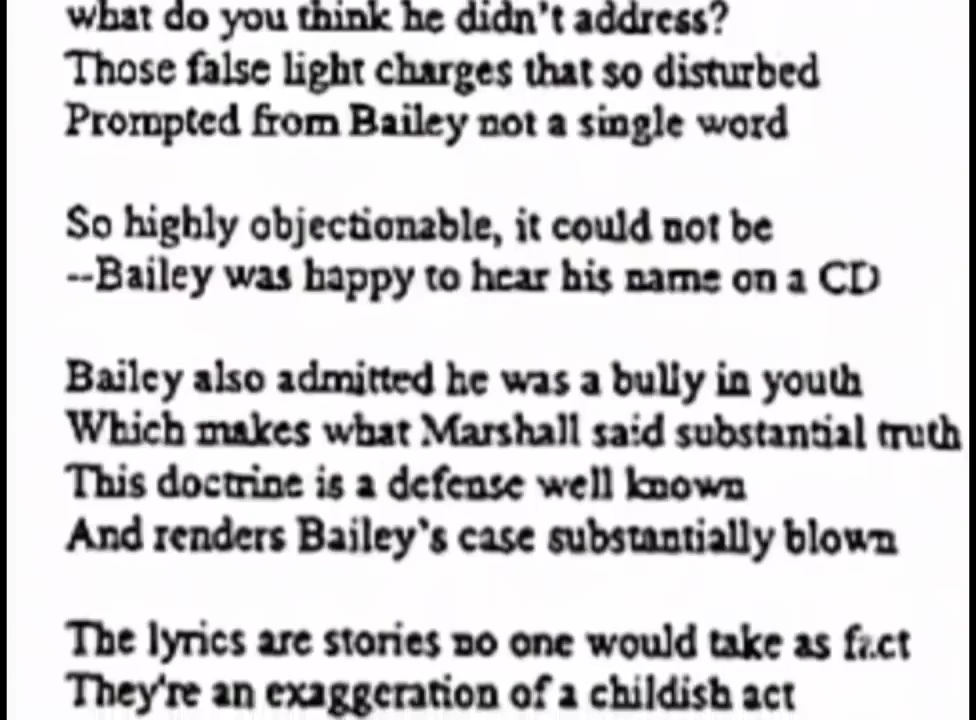 what do you think he didn't address?
Those false light charges that so disturbed
Prompted from Bailey not a single word
So highly objectionable, it could not be
--Bailey was happy to hear his name on a CD
Bailey also admitted he was a bully in youth
Which makes what Marshall said substantial truth
This doctrine is a defense well known
And renders Bailey's case substantially blown
The lyrics are stories no one would take as fact
They're an exaggeration of a childish act